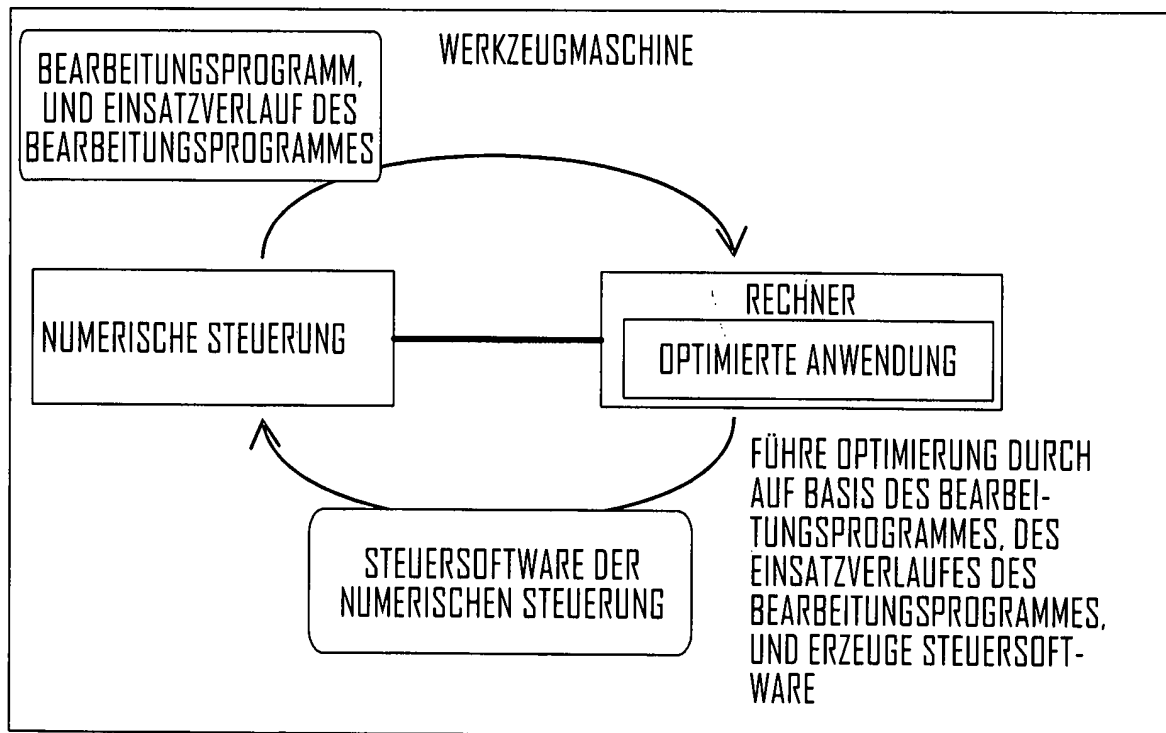 WERKZEUGMASCHINE
BEARBEITUNGSPROGRAMM,
UND EINSATZVERLAUF DES
BEARBEITUNGSPROGRAMMES
NUMERISCHE STEUERUNG
RECHNER
OPTIMIERTE ANWENDUNG
FÜHRE OPTIMIERUNG DURCH
AUF BASIS DES BEARBEI-
TUNGSPROGRAMMES, DES
EINSATZVERLAUFES DES
BEARBEITUNGSPROGRAMMES,
UND ERZEUGE STEUERSOFT-
WARE
STEUERSOFTWARE DER
NUMERISCHEN STEUERUNG